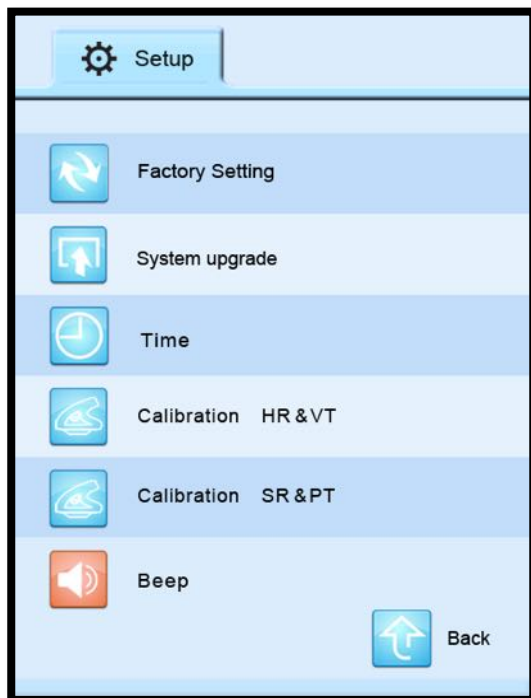 Setup
Factory Setting
System upgrade
Time
Calibration HR &VT
Calibration SR &PT
Beep
Back